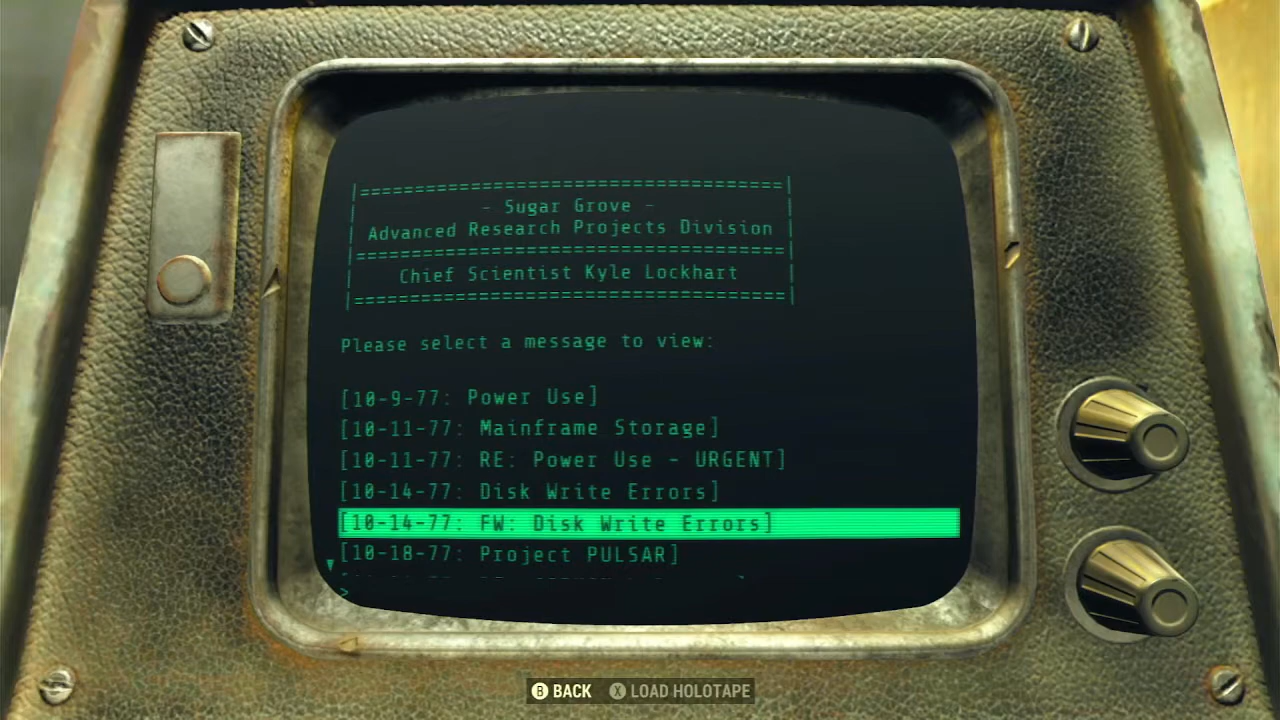 |===================================|
- Sugar Grove -
Advanced Research Projects Division
|===================================|
Chief Scientist Kyle Lockhart
|===================================|
Please select a message to view:
[10-9-77: Power Use]
[10-11-77: Mainframe Storage]
[10-11-77: RE: Power Use - URGENT]
[10-14-77: Disk Write Errors]
[10-14-77: FW: Disk Write Errors]
[10-18-77: Project PULSAR]
>
B BACK X LOAD HOLOTAPE